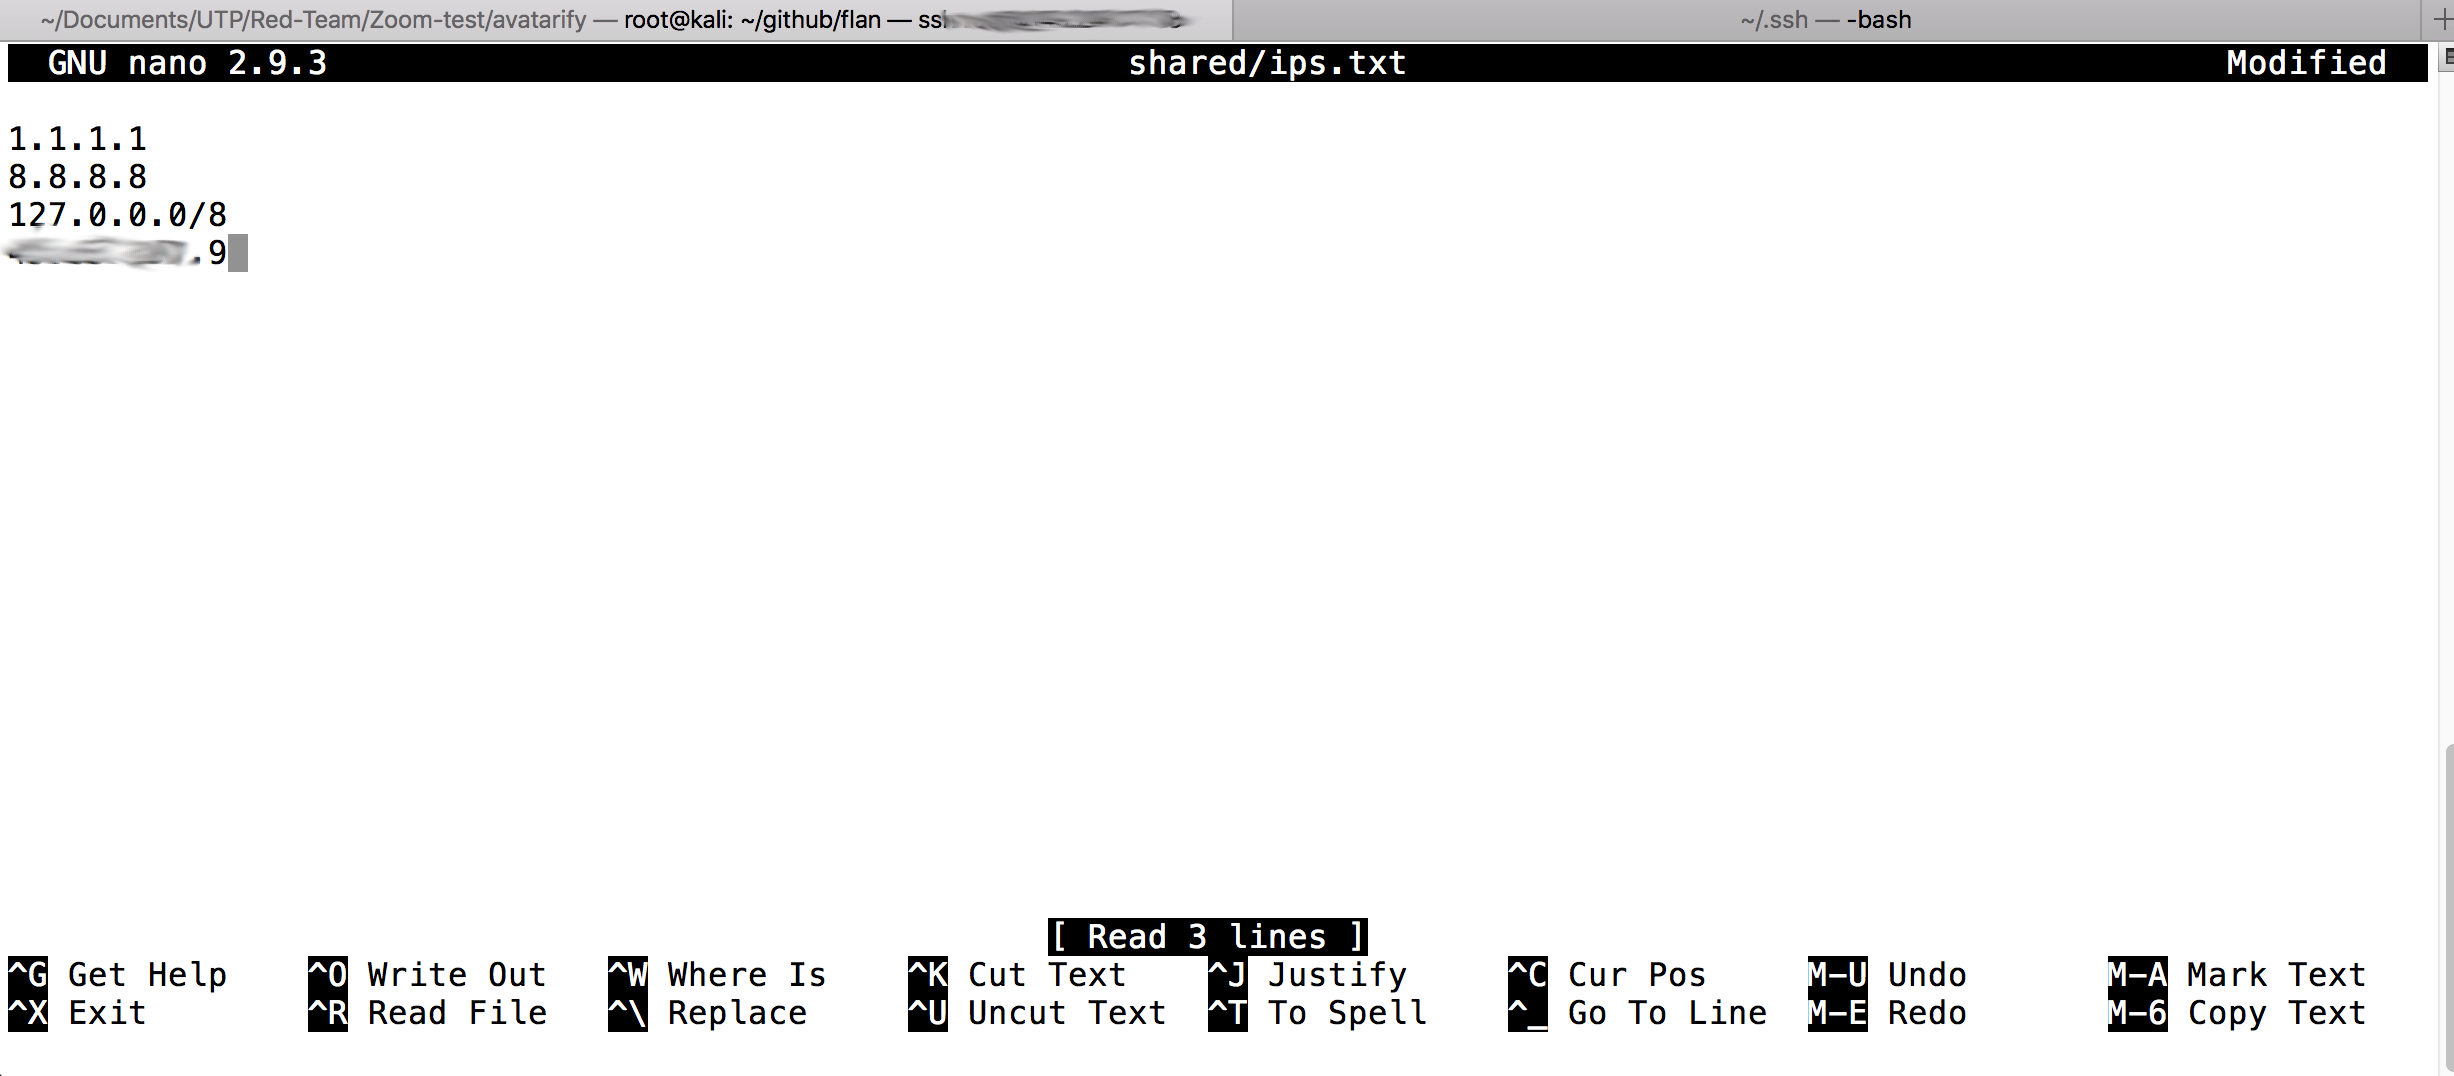 ~/Documents/UTP/Red-Team/Zoom-test/avatarify — root@kali: ~/github/flan — ssh
~/.ssh — -bash
GNU nano 2.9.3 shared/ips.txt Modified
1.1.1.1
8.8.8.8
127.0.0.0/8
.9
[ Read 3 lines ]
^G Get Help ^O Write Out ^W Where Is ^K Cut Text ^J Justify ^C Cur Pos M-U Undo M-A Mark Text
^X Exit ^R Read File ^\ Replace ^U Uncut Text ^T To Spell ^_ Go To Line M-E Redo M-6 Copy Text